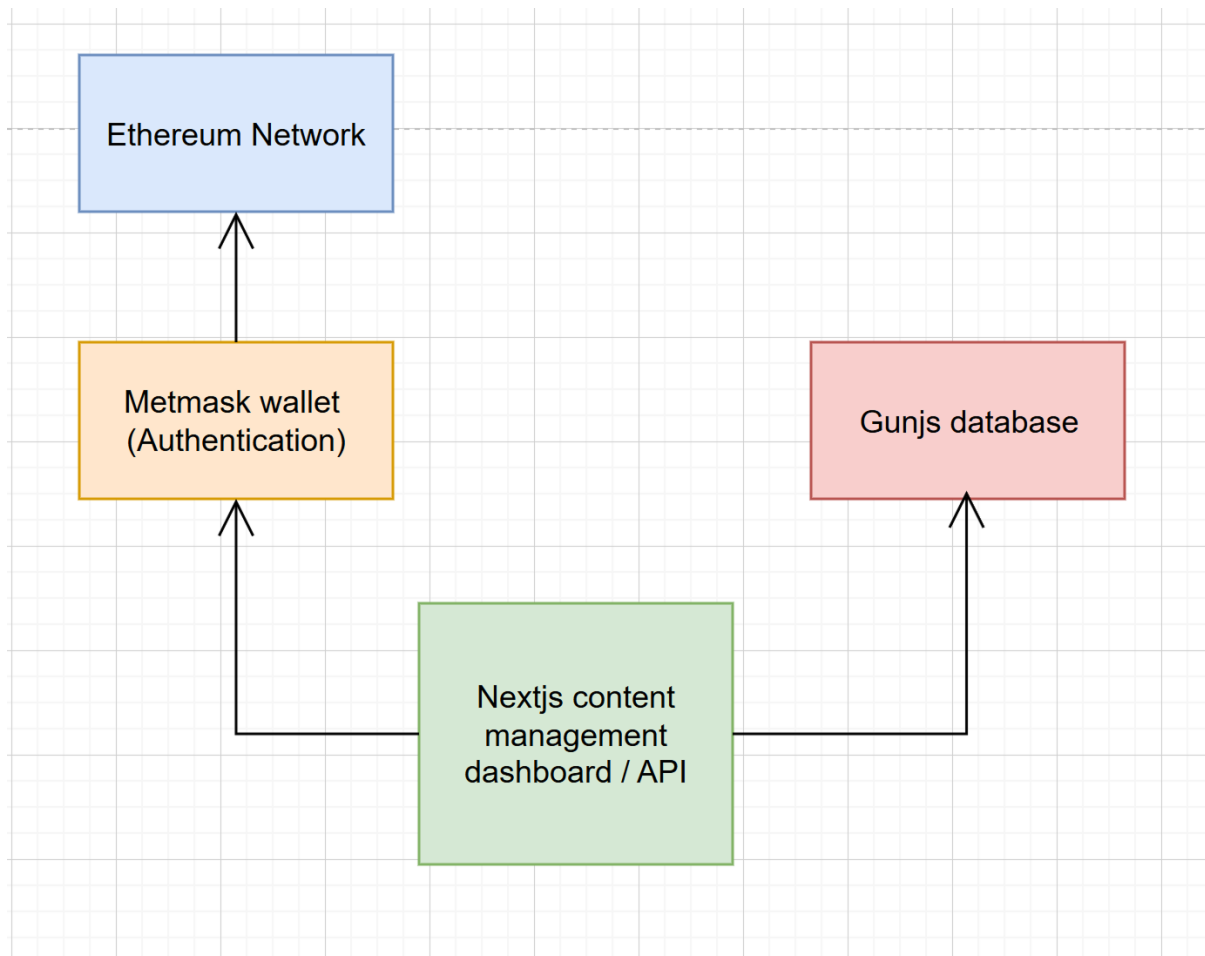 Ethereum Network
Metmask wallet
(Authentication)
Gunjs database
Nextjs content
management
dashboard / API